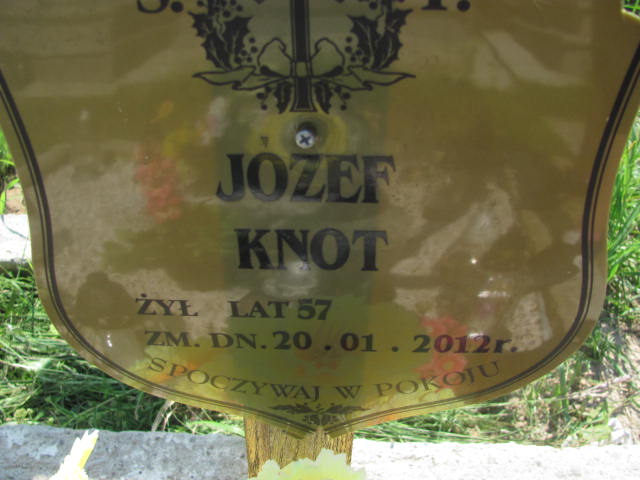 Ś. P.
JÓZEF
KNOT
ŻYŁ LAT 57
ZM. DN. 20.01.2012r.
SPOCZYWAJ W POKOJU